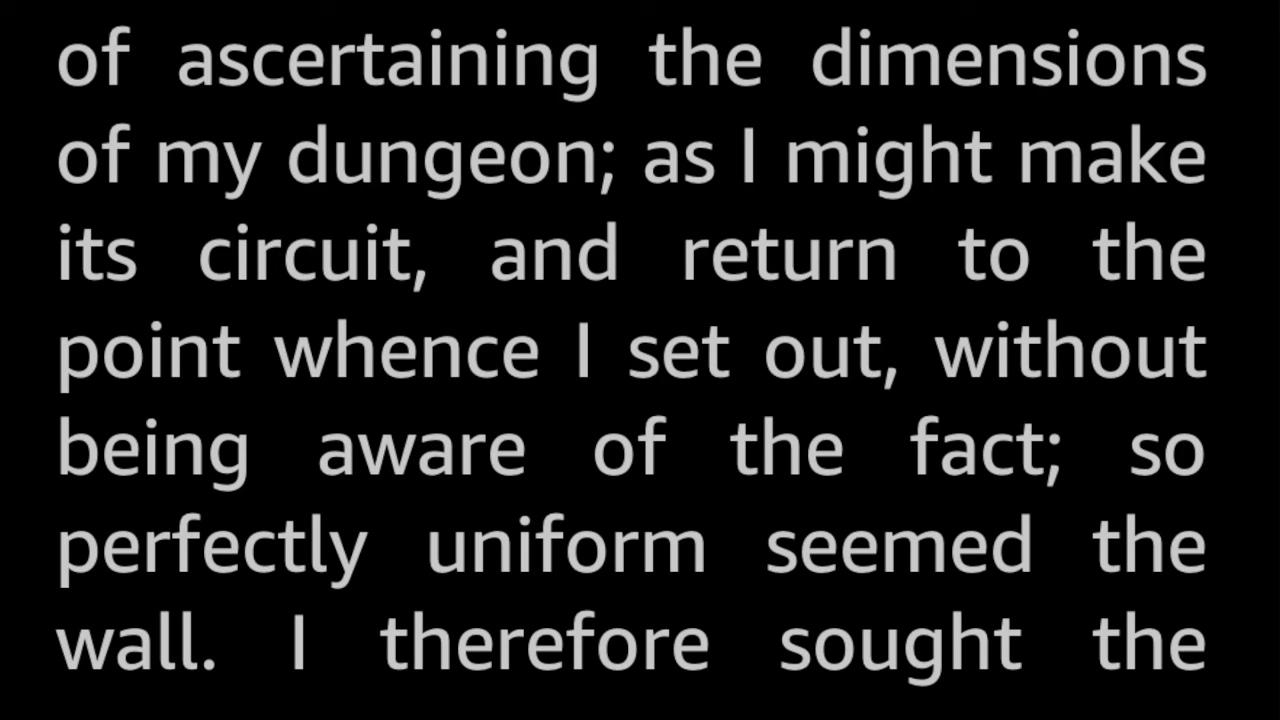 of ascertaining the dimensions
of my dungeon; as I might make
its circuit, and return to the
point whence I set out, without
being aware of the fact; so
perfectly uniform seemed the
wall. I therefore sought the